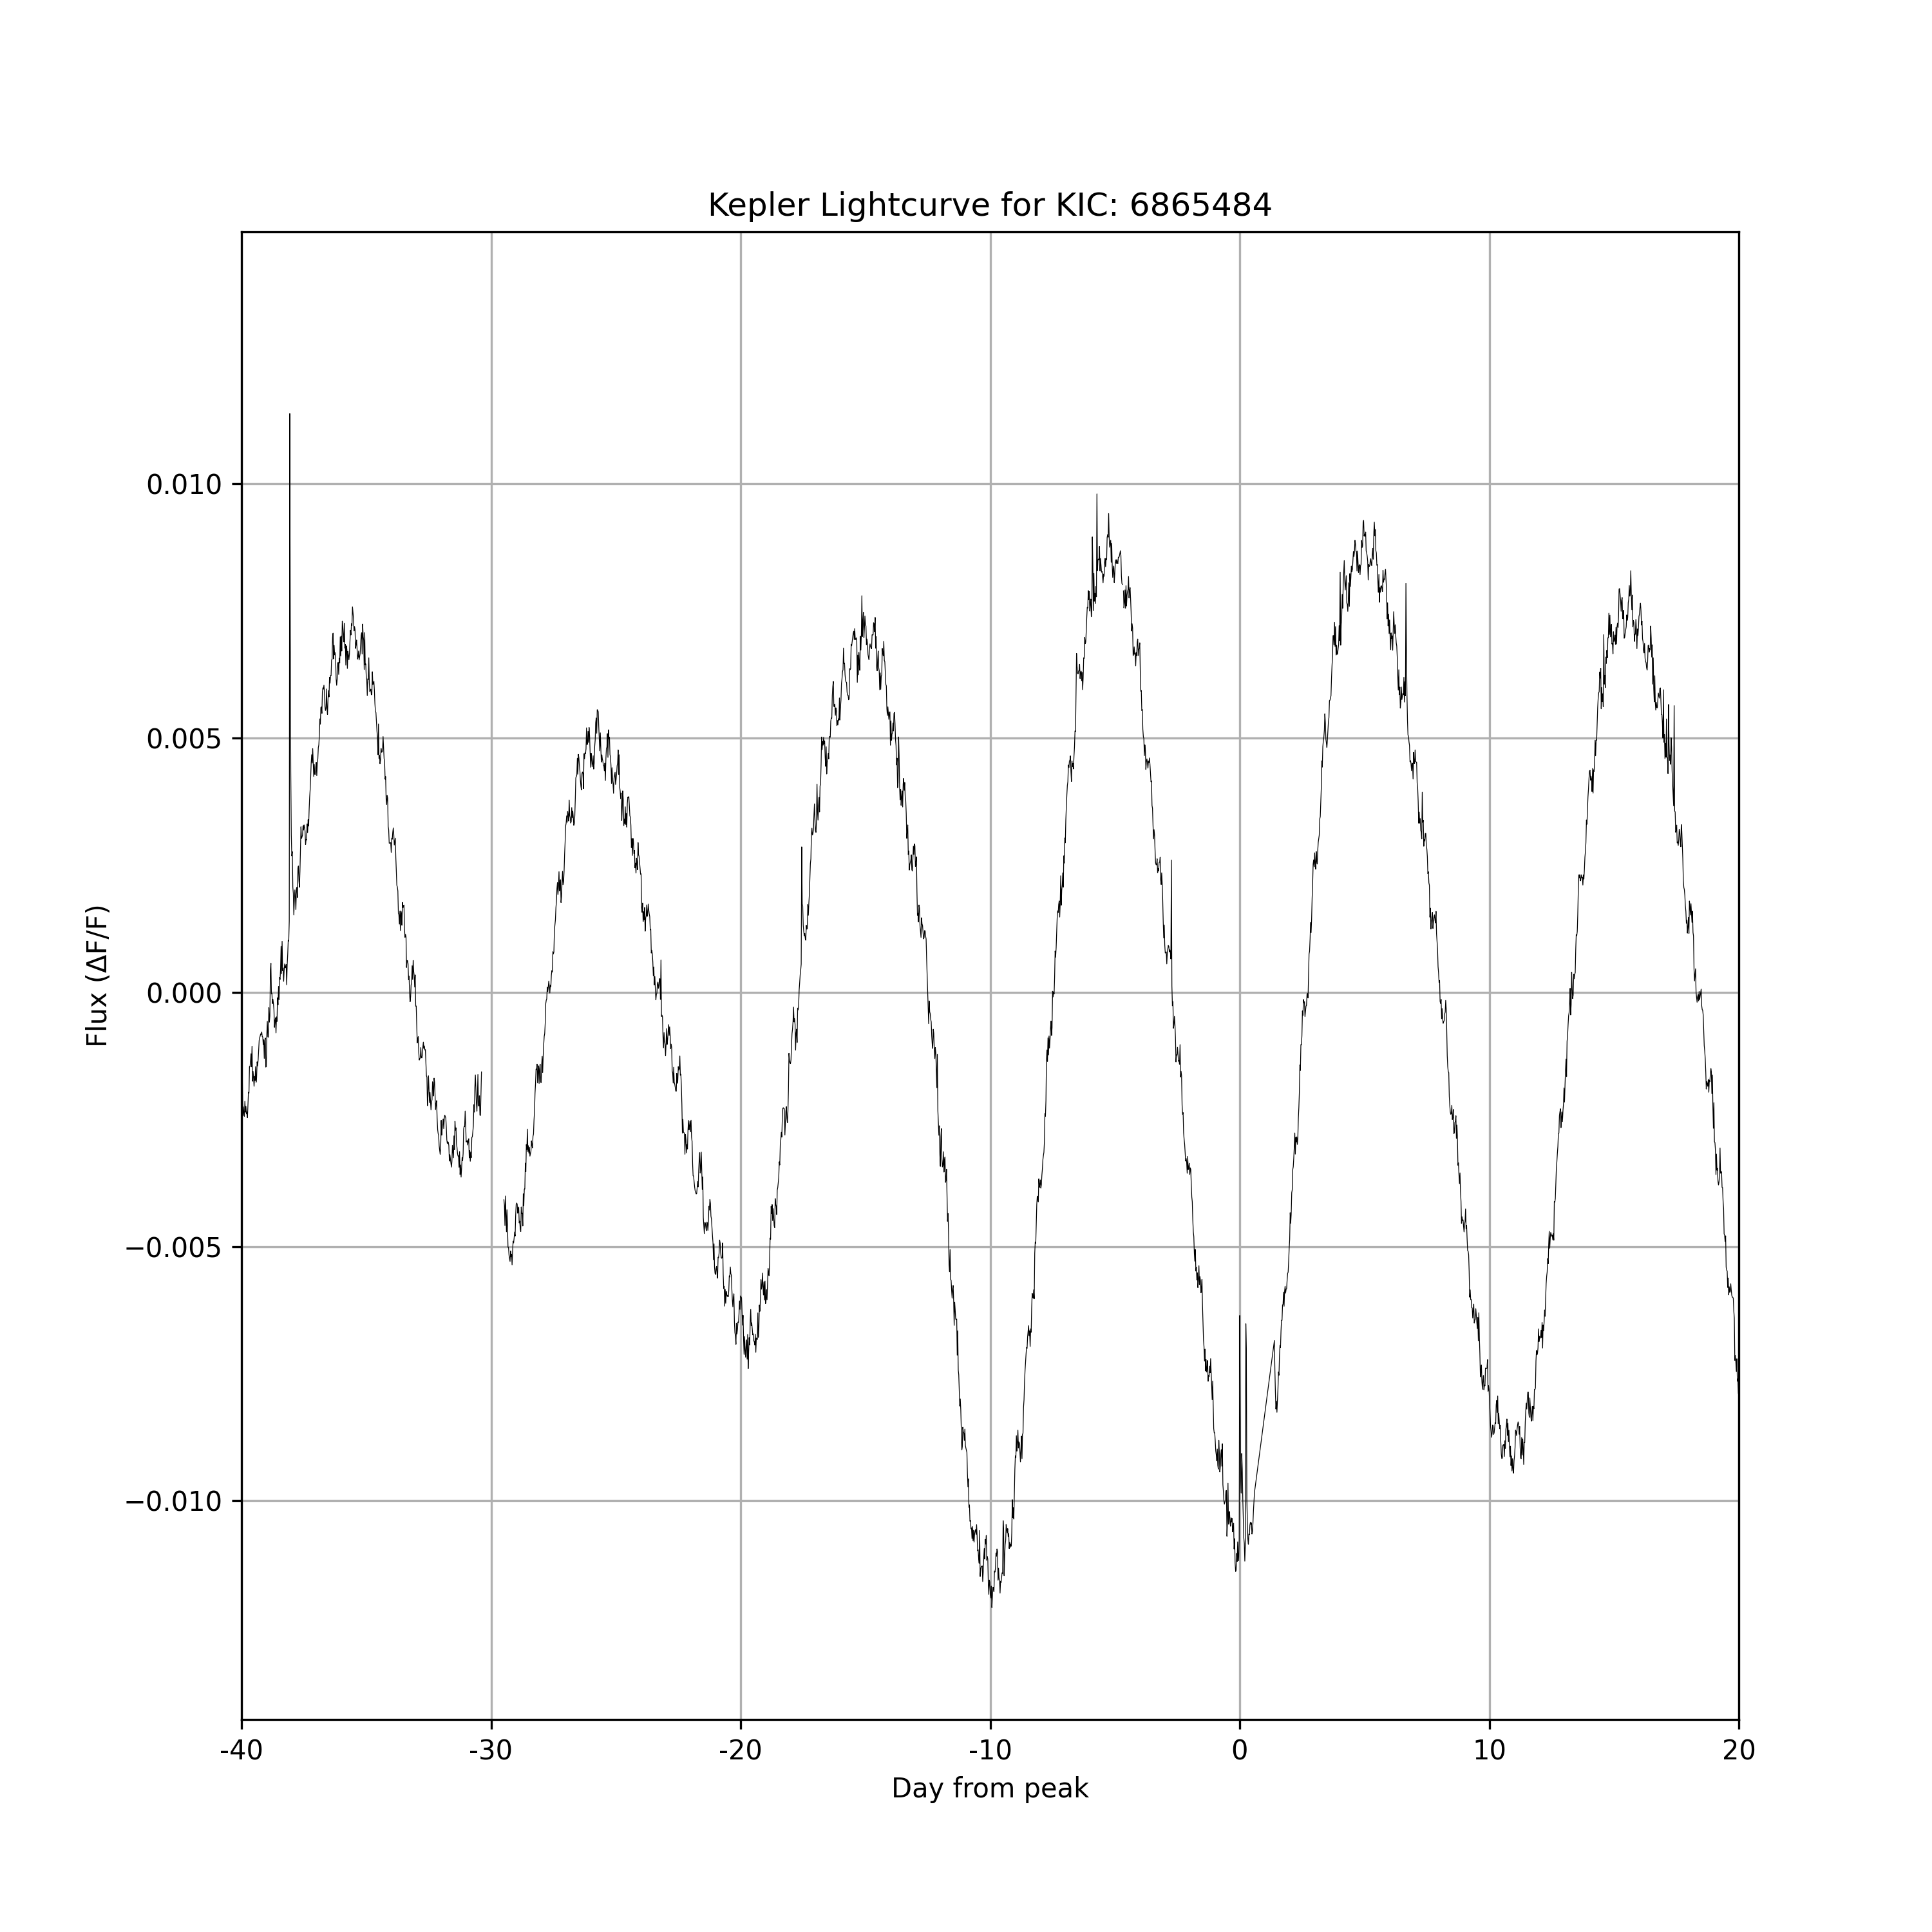 Kepler Lightcurve for KIC: 6865484
Flux (ΔF/F)
0.010
0.005
0.000
−0.005
−0.010
-40 -30 -20 -10 0 10 20
Day from peak